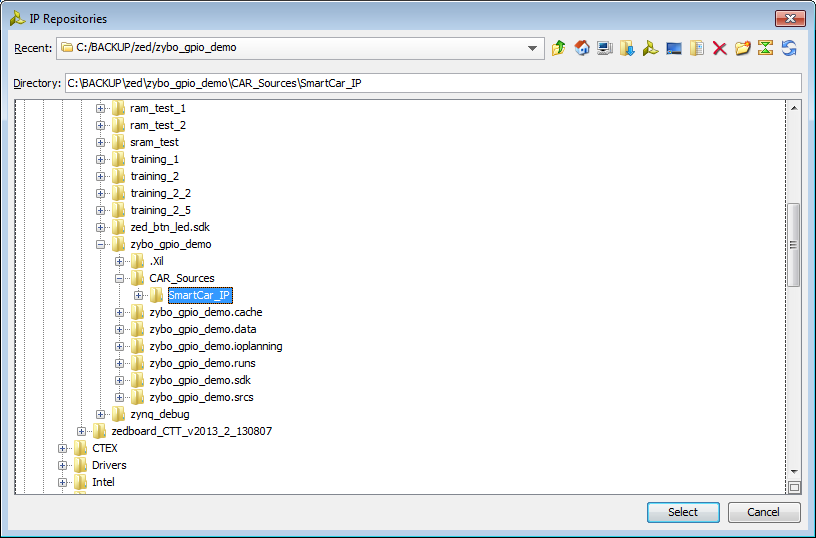 IP Repositories
Recent: C:/BACKUP/zed/zybo_gpio_demo
Directory: C:\BACKUP\zed\zybo_gpio_demo\CAR_Sources\SmartCar_IP
ram_test_1
ram_test_2
sram_test
training_1
training_2
training_2_2
training_2_5
zed_btn_led.sdk
zybo_gpio_demo
.Xil
CAR_Sources
SmartCar_IP
zybo_gpio_demo.cache
zybo_gpio_demo.data
zybo_gpio_demo.ioplanning
zybo_gpio_demo.runs
zybo_gpio_demo.sdk
zybo_gpio_demo.srcs
zynq_debug
zedboard_CTT_v2013_2_130807
CTEX
Drivers
Intel
Select Cancel